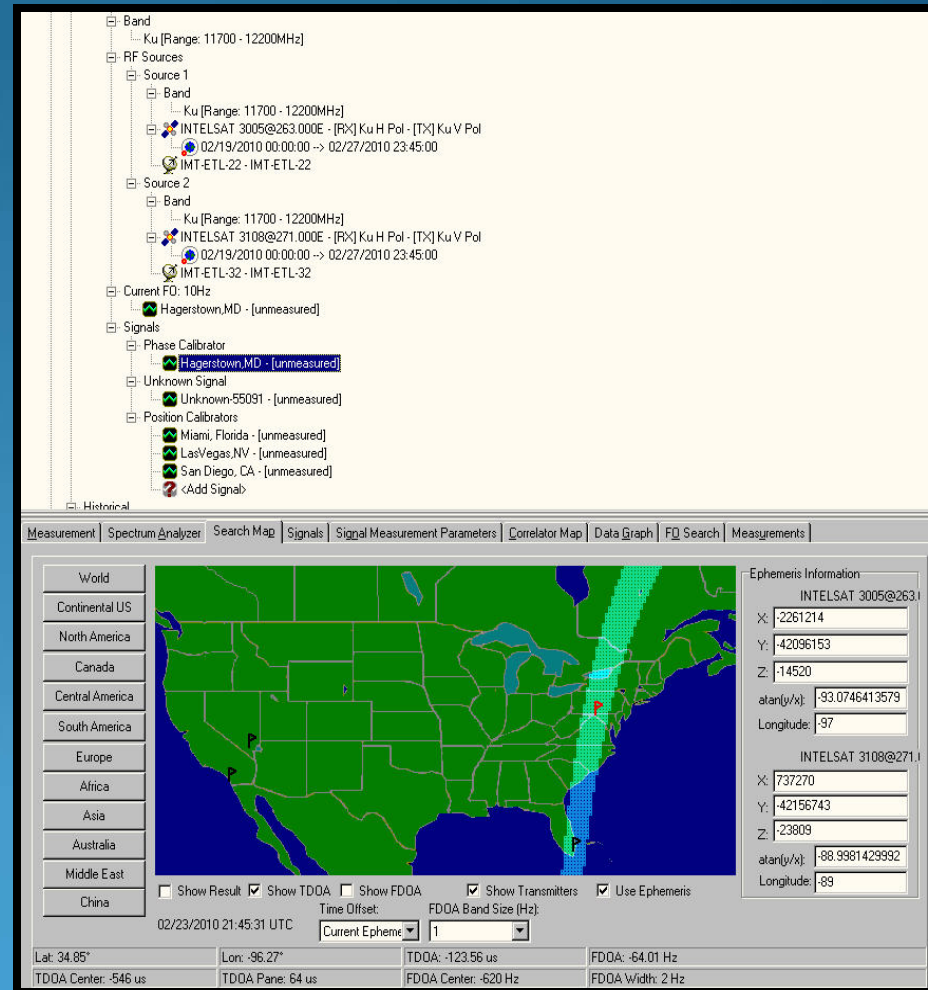 Band
Ku [Range: 11700 - 12200MHz]
RF Sources
Source 1
Band
Ku [Range: 11700 - 12200MHz]
INTELSAT 3005@263.000E - [RX] Ku H Pol - [TX] Ku V Pol
02/19/2010 00:00:00 --> 02/27/2010 23:45:00
IMT-ETL-22 - IMT-ETL-22
Source 2
Band
Ku [Range: 11700 - 12200MHz]
INTELSAT 3108@271.000E - [RX] Ku H Pol - [TX] Ku V Pol
02/19/2010 00:00:00 --> 02/27/2010 23:45:00
IMT-ETL-32 - IMT-ETL-32
Current FO: 10Hz
Hagerstown,MD - [unmeasured]
Signals
Phase Calibrator
Hagerstown,MD - [unmeasured]
Unknown Signal
Unknown-55091 - [unmeasured]
Position Calibrators
Miami, Florida - [unmeasured]
LasVegas,NV - [unmeasured]
San Diego, CA - [unmeasured]
<Add Signal>
Historical
Measurement Spectrum Analyzer Search Map Signals Signal Measurement Parameters Correlator Map Data Graph FO Search Measurements
World
Continental US
North America
Canada
Central America
South America
Europe
Africa
Asia
Australia
Middle East
China
Ephemeris Information
INTELSAT 3005@263.
X: -2261214
Y: -42096153
Z: -14520
atan(y/x): -93.0746413579
Longitude: -97
INTELSAT 3108@271.
X: 737270
Y: -42156743
Z: -23809
atan(y/x): -88.9981429992
Longitude: -89
Show Result Show TDOA Show FDOA Show Transmitters Use Ephemeris
Time Offset: FDOA Band Size (Hz):
02/23/2010 21:45:31 UTC Current Epheme 1
Lat: 34.85° Lon: -96.27° TDOA: -123.56 us FDOA: -64.01 Hz
TDOA Center: -546 us TDOA Pane: 64 us FDOA Center: -620 Hz FDOA Width: 2 Hz